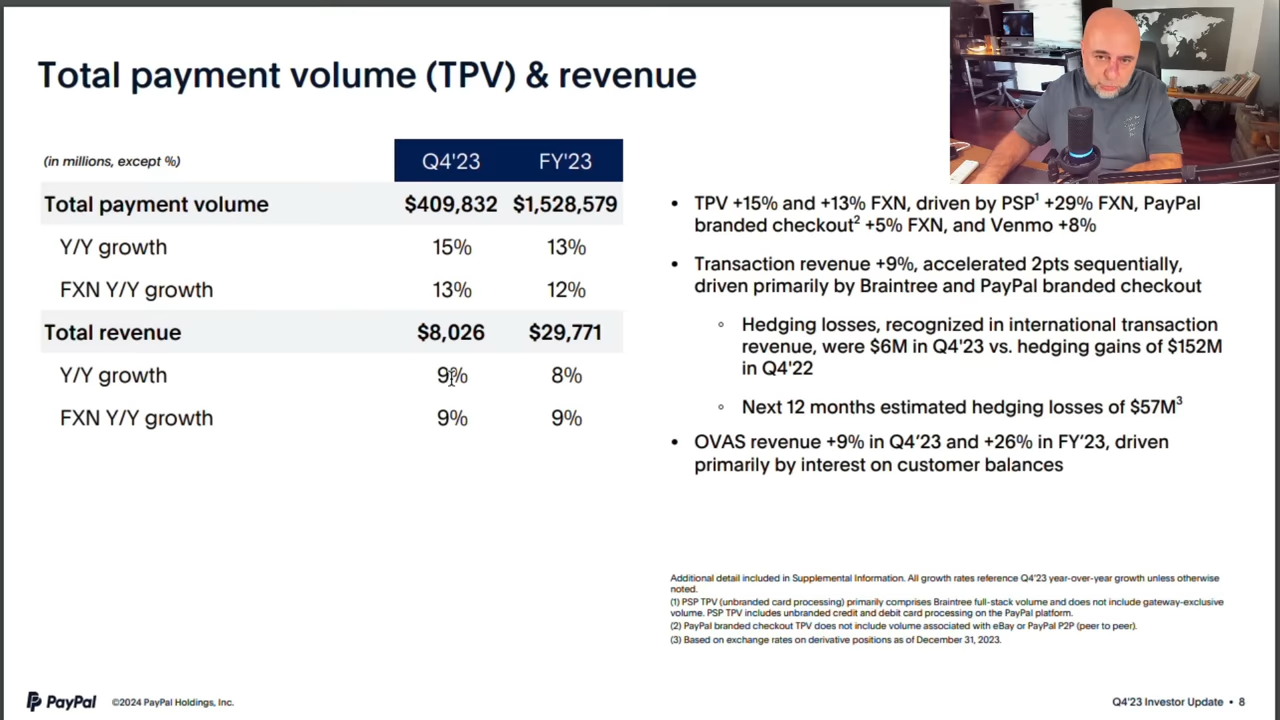 Total payment volume (TPV) & revenue
(in millions, except %) Q4'23 FY'23
Total payment volume $409,832 $1,528,579
Y/Y growth 15% 13%
FXN Y/Y growth 13% 12%
Total revenue $8,026 $29,771
Y/Y growth 9% 8%
FXN Y/Y growth 9% 9%
• TPV +15% and +13% FXN, driven by PSP¹ +29% FXN, PayPal
branded checkout² +5% FXN, and Venmo +8%
• Transaction revenue +9%, accelerated 2pts sequentially,
driven primarily by Braintree and PayPal branded checkout
◦ Hedging losses, recognized in international transaction
revenue, were $6M in Q4'23 vs. hedging gains of $152M
in Q4'22
◦ Next 12 months estimated hedging losses of $57M³
• OVAS revenue +9% in Q4'23 and +26% in FY'23, driven
primarily by interest on customer balances
Additional detail included in Supplemental Information. All growth rates reference Q4'23 year-over-year growth unless otherwise
noted.
(1) PSP TPV (unbranded card processing) primarily comprises Braintree full-stack volume and does not include gateway-exclusive
volume. PSP TPV includes unbranded credit and debit card processing on the PayPal platform.
(2) PayPal branded checkout TPV does not include volume associated with eBay or PayPal P2P (peer to peer).
(3) Based on exchange rates on derivative positions as of December 31, 2023.
PayPal ©2024 PayPal Holdings, Inc. Q4'23 Investor Update • 8